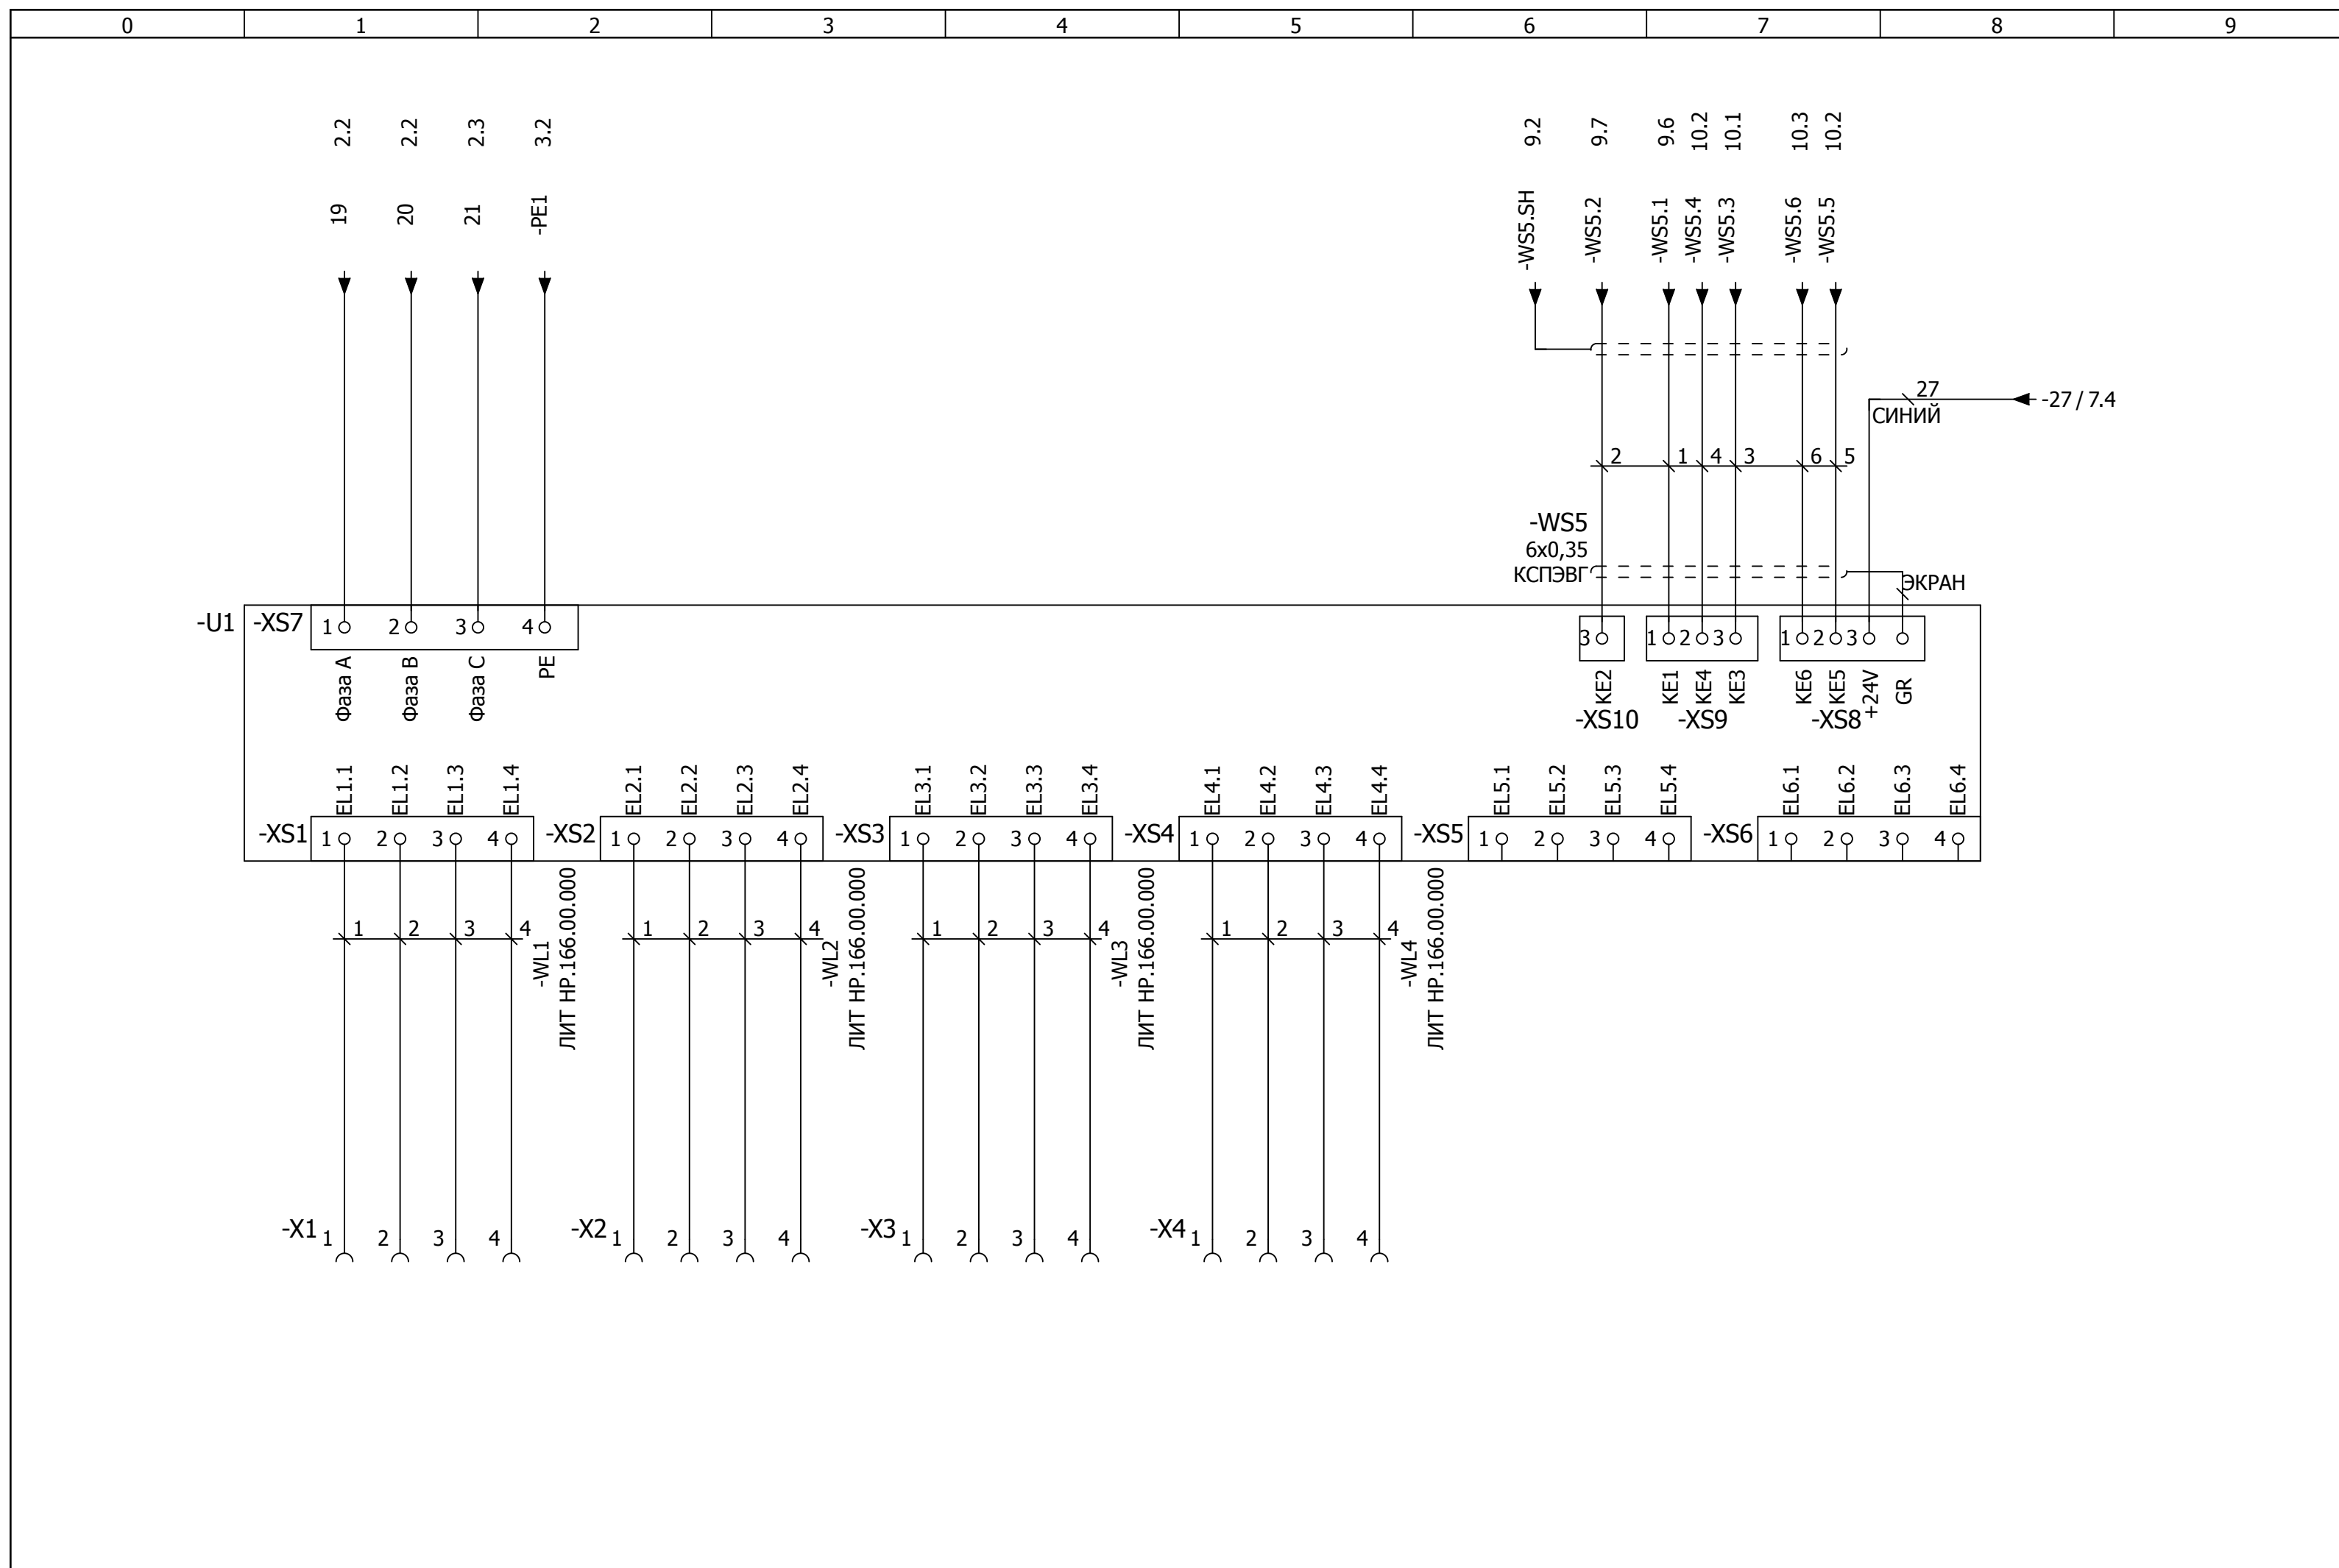 0 1 2 3 4 5 6 7 8 9
2.2 2.2 2.3 3.2
9.2 9.7 9.6 10.2 10.1 10.3 10.2
19 20 21 -PE1
-WS5.SH -WS5.2 -WS5.1 -WS5.4 -WS5.3 -WS5.6 -WS5.5
27
-27 / 7.4
СИНИЙ
2 1 4 3 6 5
-WS5
6x0,35
КСПЭВГ
ЭКРАН
-U1 -XS7 1 2 3 4
3 1 2 3 1 2 3
Фаза А Фаза В Фаза С PE
KE2 KE1 KE4 KE3 KE6 KE5 +24V GR
-XS10 -XS9 -XS8
EL1.1 EL1.2 EL1.3 EL1.4 EL2.1 EL2.2 EL2.3 EL2.4 EL3.1 EL3.2 EL3.3 EL3.4 EL4.1 EL4.2 EL4.3 EL4.4 EL5.1 EL5.2 EL5.3 EL5.4 EL6.1 EL6.2 EL6.3 EL6.4
-XS1 1 2 3 4 -XS2 1 2 3 4 -XS3 1 2 3 4 -XS4 1 2 3 4 -XS5 1 2 3 4 -XS6 1 2 3 4
1 2 3 4 1 2 3 4 1 2 3 4 1 2 3 4
-WL1
ЛИТ НР.166.00.000
-WL2
ЛИТ НР.166.00.000
-WL3
ЛИТ НР.166.00.000
-WL4
ЛИТ НР.166.00.000
-X1 1 2 3 4 -X2 1 2 3 4 -X3 1 2 3 4 -X4 1 2 3 4